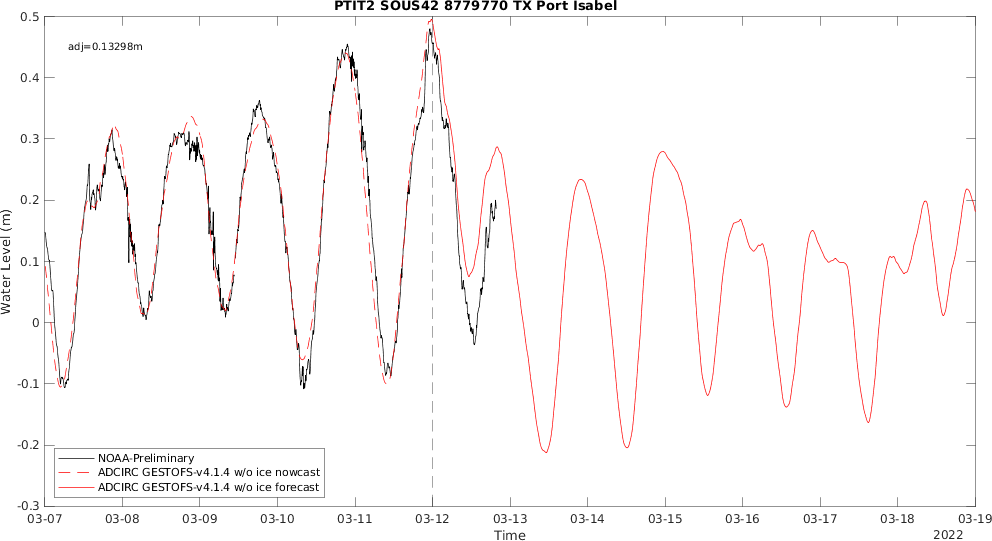 PTIT2 SOUS42 8779770 TX Port Isabel
adj=0.13298m
0.5
0.4
0.3
0.2
0.1
0
-0.1
-0.2
-0.3
Water Level (m)
NOAA-Preliminary
ADCIRC GESTOFS-v4.1.4 w/o ice nowcast
ADCIRC GESTOFS-v4.1.4 w/o ice forecast
03-07 03-08 03-09 03-10 03-11 03-12 03-13 03-14 03-15 03-16 03-17 03-18 03-19
Time
2022